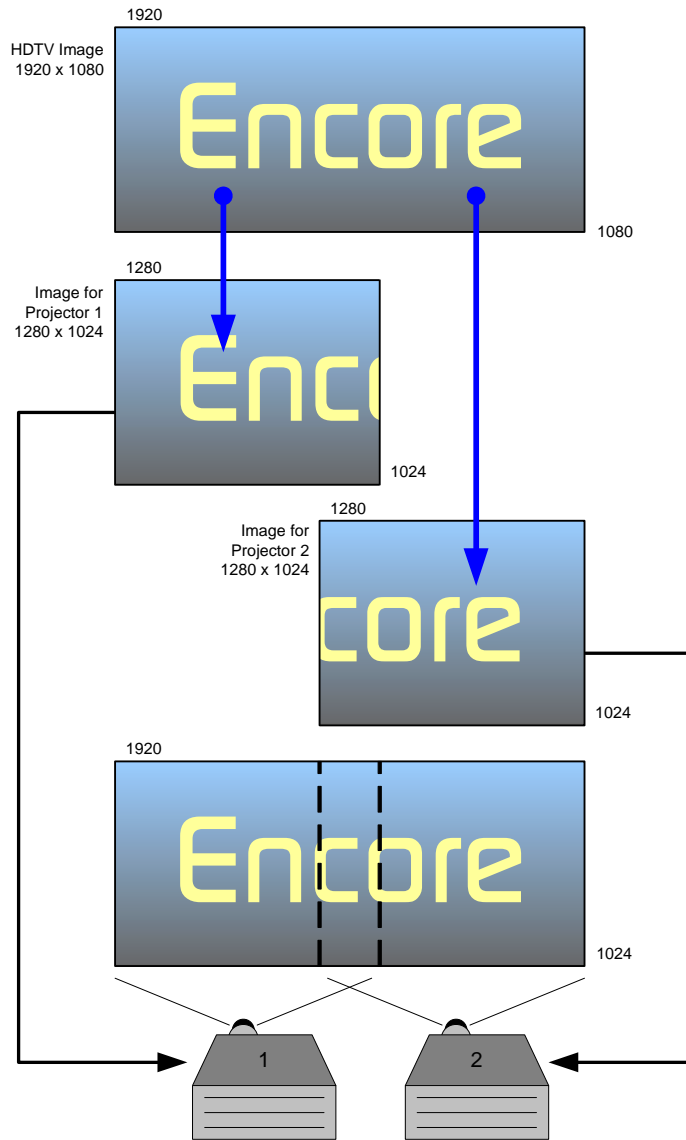 1920
HDTV Image
1920 x 1080
Encore
1080
1280
Image for
Projector 1
1280 x 1024
Enco
1024
1280
Image for
Projector 2
1280 x 1024
core
1024
1920
Encore
1024
1
2